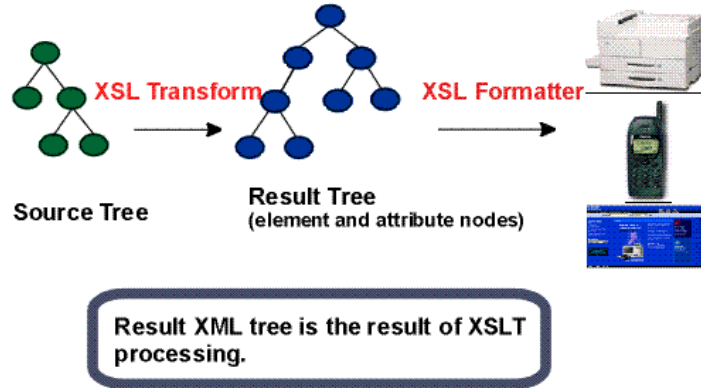 XSL Transform
XSL Formatter
Source Tree
Result Tree
(element and attribute nodes)
Result XML tree is the result of XSLT
processing.